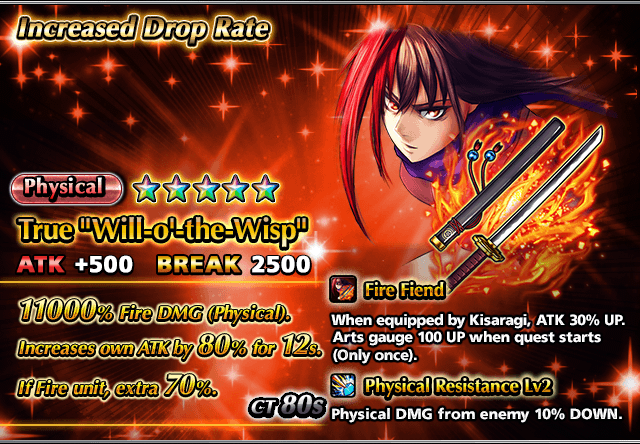 Increased Drop Rate
Physical
True "Will-o'-the-Wisp"
ATK +500 BREAK 2500
11000% Fire DMG (Physical).
Increases own ATK by 80% for 12s.
If Fire unit, extra 70%.
CT 80s
Fire Fiend
When equipped by Kisaragi, ATK 30% UP.
Arts gauge 100 UP when quest starts
(Only once).
Physical Resistance Lv2
Physical DMG from enemy 10% DOWN.